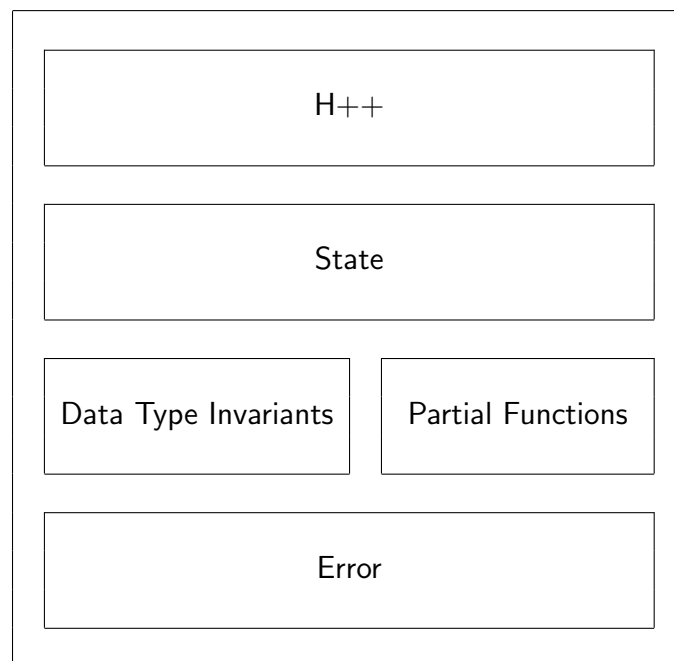 H++
State
Data Type Invariants
Partial Functions
Error